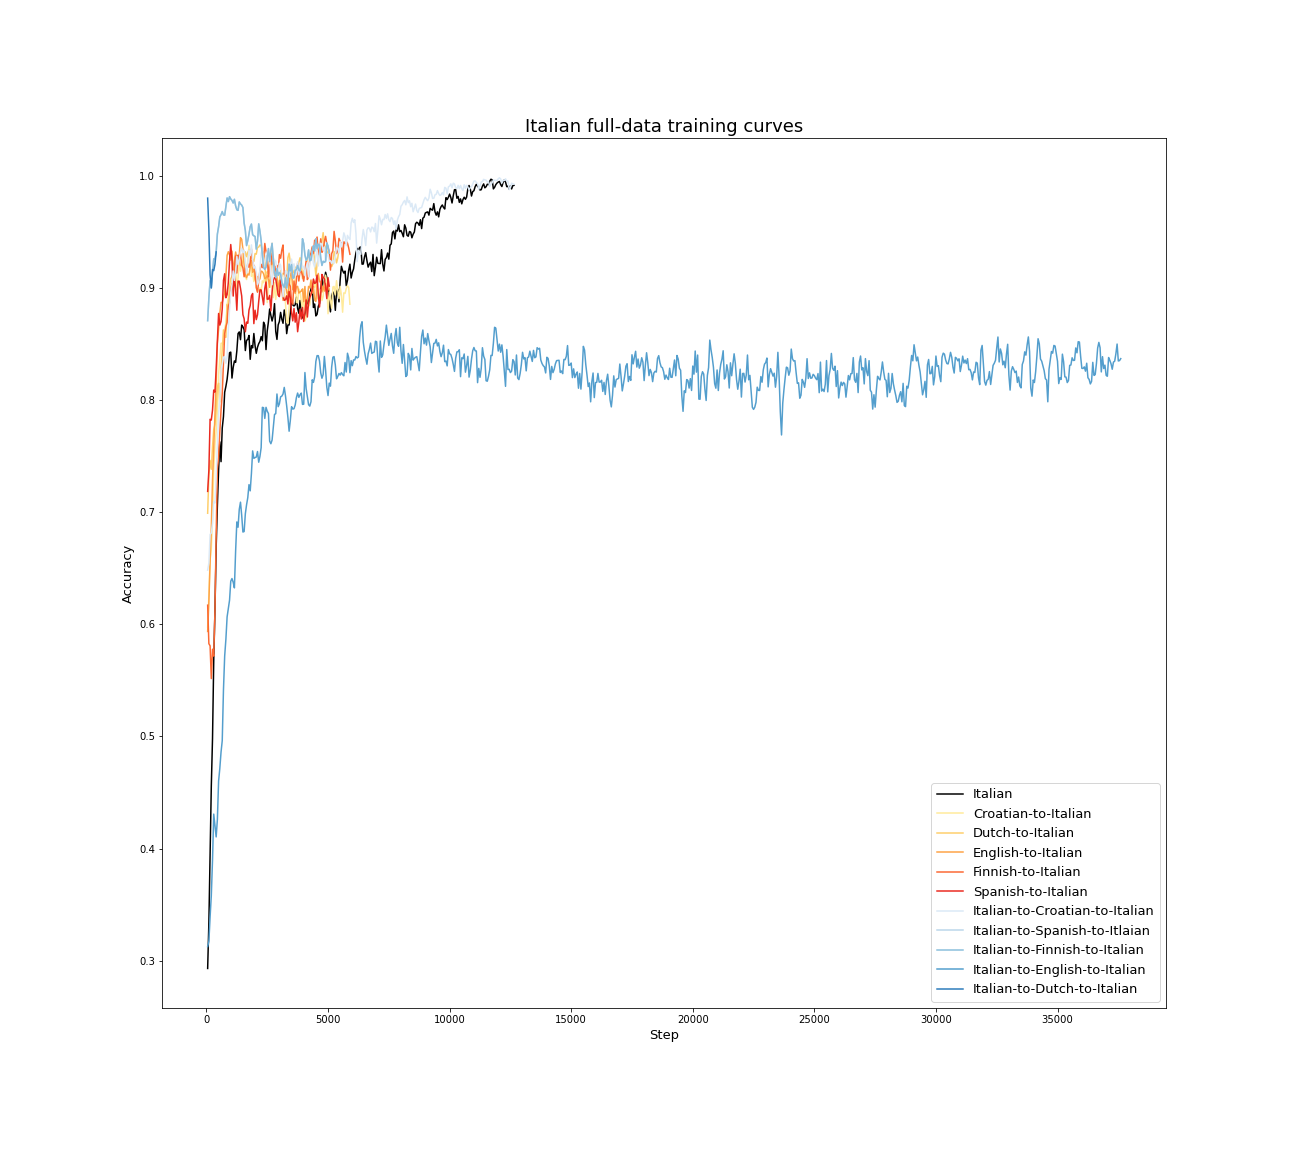 Italian full-data training curves
1.0
0.9
0.8
0.7
0.6
0.5
0.4
0.3
Accuracy
0 5000 10000 15000 20000 25000 30000 35000
Step
Italian
Croatian-to-Italian
Dutch-to-Italian
English-to-Italian
Finnish-to-Italian
Spanish-to-Italian
Italian-to-Croatian-to-Italian
Italian-to-Spanish-to-Itlaian
Italian-to-Finnish-to-Italian
Italian-to-English-to-Italian
Italian-to-Dutch-to-Italian